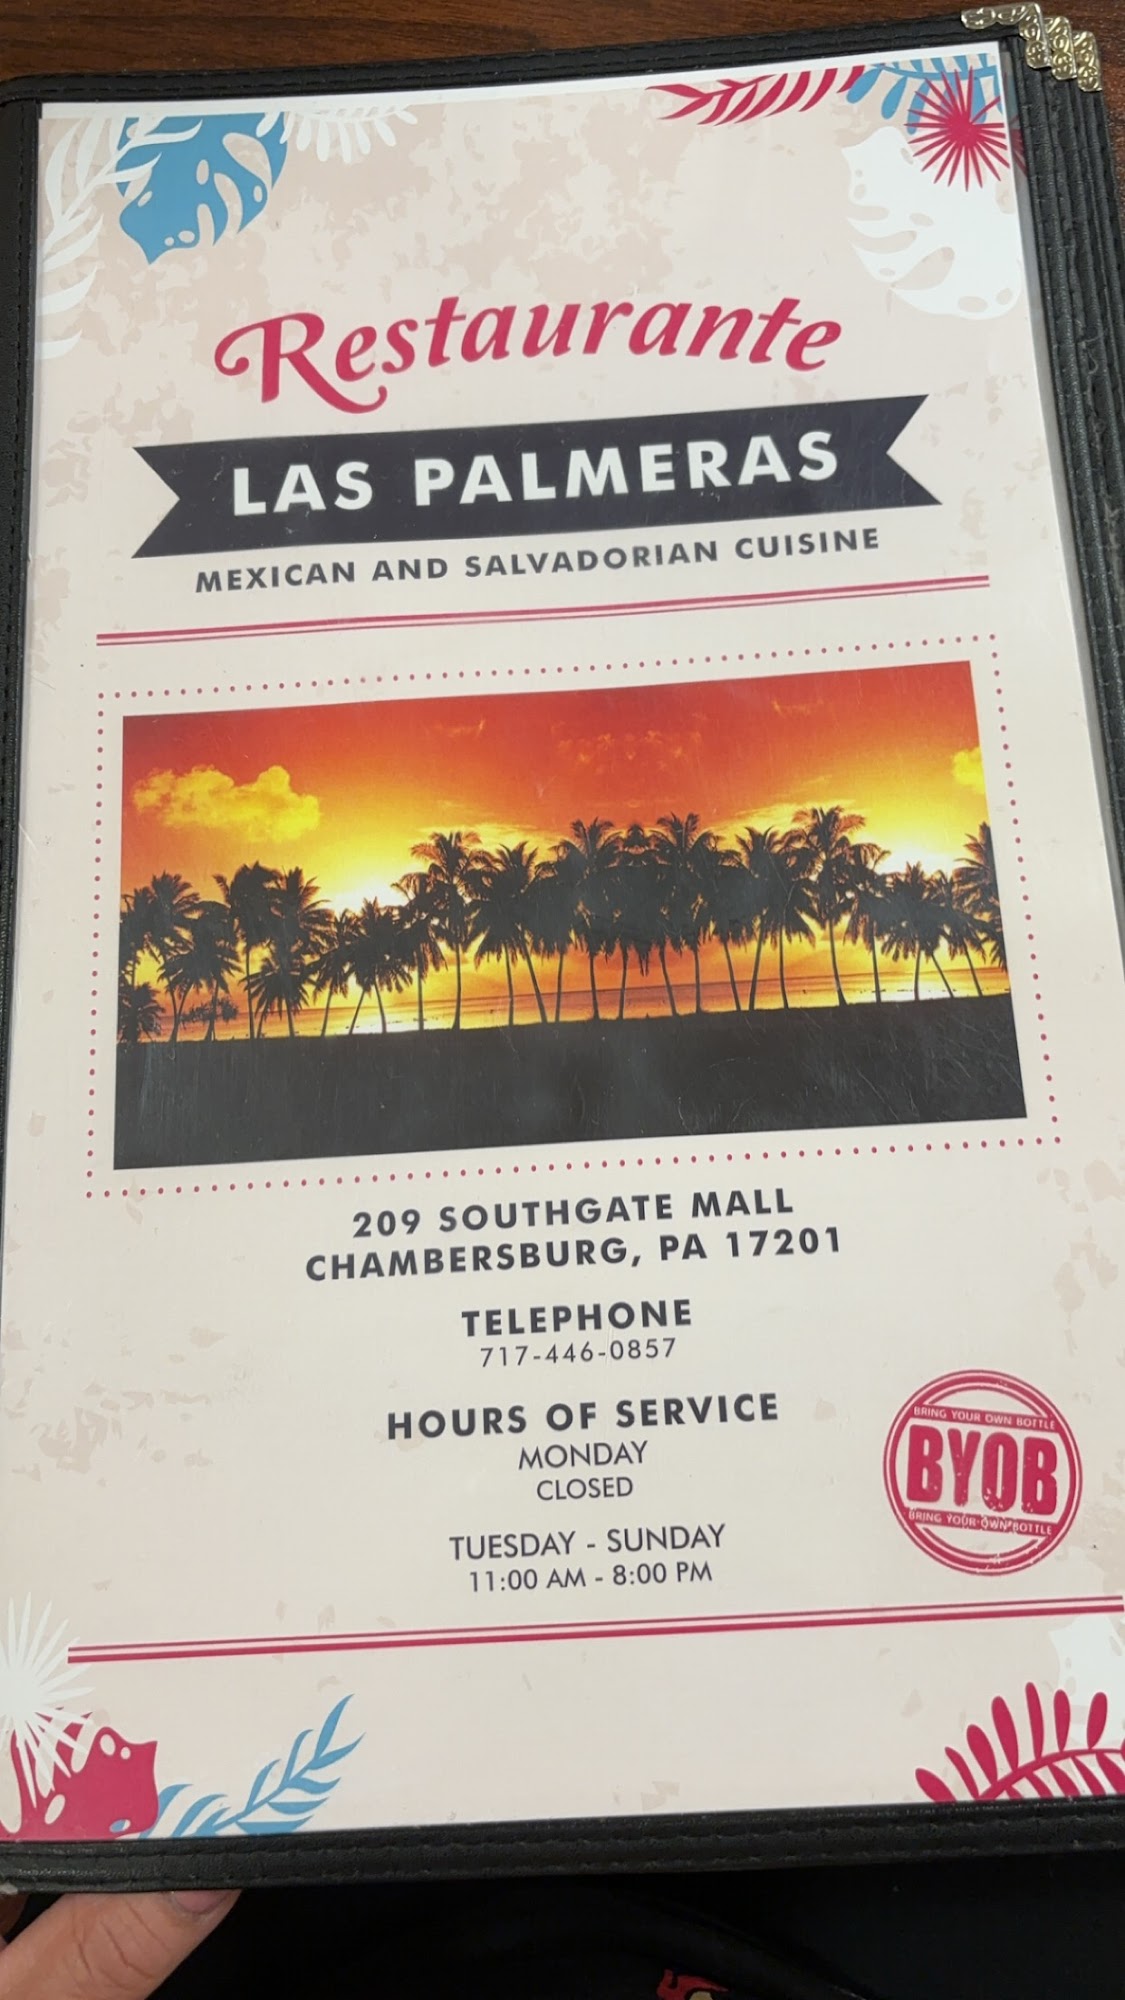 Restaurante
LAS PALMERAS
MEXICAN AND SALVADORIAN CUISINE
209 SOUTHGATE MALL
CHAMBERSBURG, PA 17201
TELEPHONE
717-446-0857
HOURS OF SERVICE
MONDAY
CLOSED
TUESDAY - SUNDAY
11:00 AM - 8:00 PM
BRING YOUR OWN BOTTLE
BYOB
BRING YOUR OWN BOTTLE